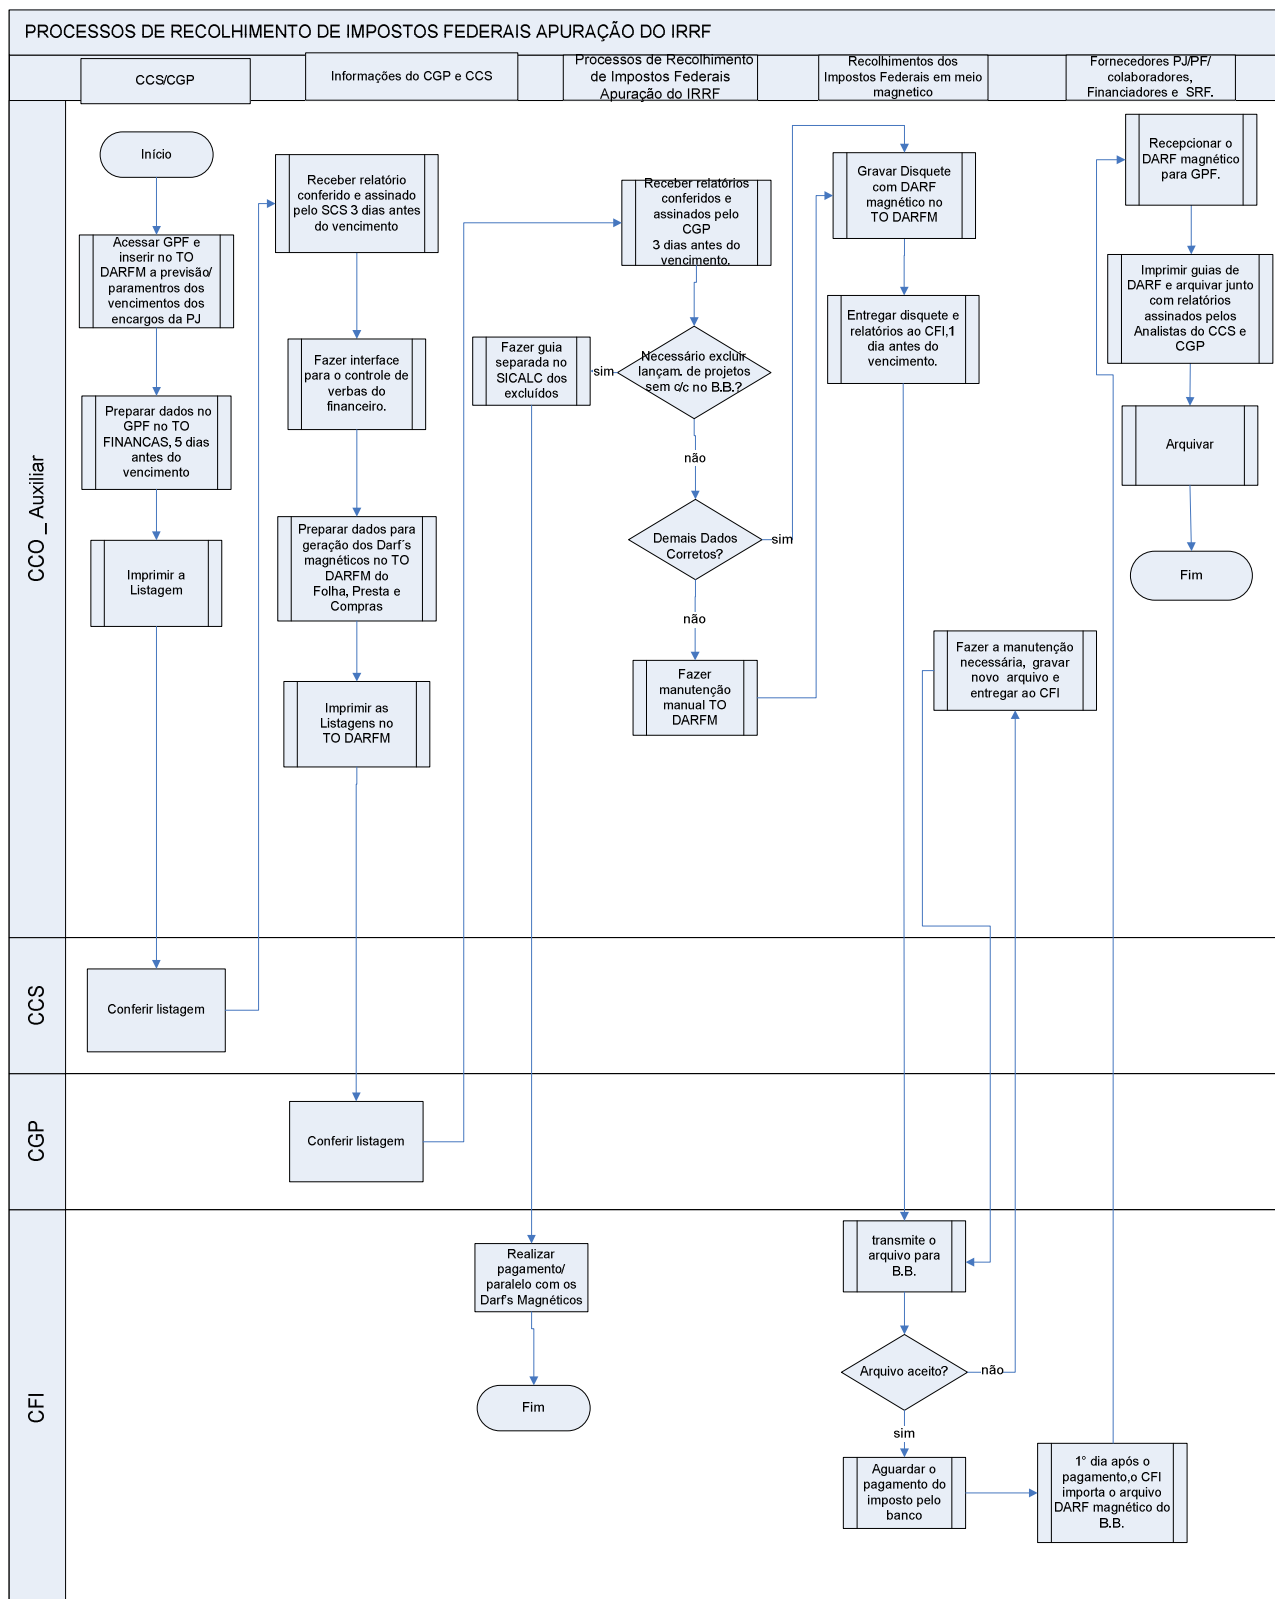 PROCESSOS DE RECOLHIMENTO DE IMPOSTOS FEDERAIS APURAÇÃO DO IRRF
CCS/CGP
Informações do CGP e CCS
Processos de Recolhimento
de Impostos Federais
Apuração do IRRF
Recolhimentos dos
Impostos Federais em meio
magnetico
Fornecedores PJ/PF/
colaboradores,
Financiadores e SRF.
CCO _ Auxiliar
Início
Acessar GPF e
inserir no TO
DARFM a previsão/
paramentros dos
vencimentos dos
encargos da PJ
Preparar dados no
GPF no TO
FINANCAS, 5 dias
antes do
vencimento
Imprimir a
Listagem
Receber relatório
conferido e assinado
pelo SCS 3 dias antes
do vencimento
Fazer interface
para o controle de
verbas do
financeiro.
Preparar dados para
geração dos Darf´s
magnéticos no TO
DARFM do
Folha, Presta e
Compras
Imprimir as
Listagens no
TO DARFM
Receber relatórios
conferidos e
assinados pelo
CGP
3 dias antes do
vencimento.
Fazer guia
separada no
SICALC dos
excluídos
sim
Necessário excluir
lançam. de projetos
sem c/c no B.B.?
não
Demais Dados
Corretos?
sim
não
Fazer
manutenção
manual TO
DARFM
Gravar Disquete
com DARF
magnético no
TO DARFM
Entregar disquete e
relatórios ao CFI,1
dia antes do
vencimento.
Fazer a manutenção
necessária, gravar
novo arquivo e
entregar ao CFI
Recepcionar o
DARF magnético
para GPF.
Imprimir guias de
DARF e arquivar junto
com relatórios
assinados pelos
Analistas do CCS e
CGP
Arquivar
Fim
CCS
Conferir listagem
CGP
Conferir listagem
CFI
Realizar
pagamento/
paralelo com os
Darf's Magnéticos
Fim
transmite o
arquivo para
B.B.
Arquivo aceito?
não
sim
Aguardar o
pagamento do
imposto pelo
banco
1° dia após o
pagamento,o CFI
importa o arquivo
DARF magnético do
B.B.